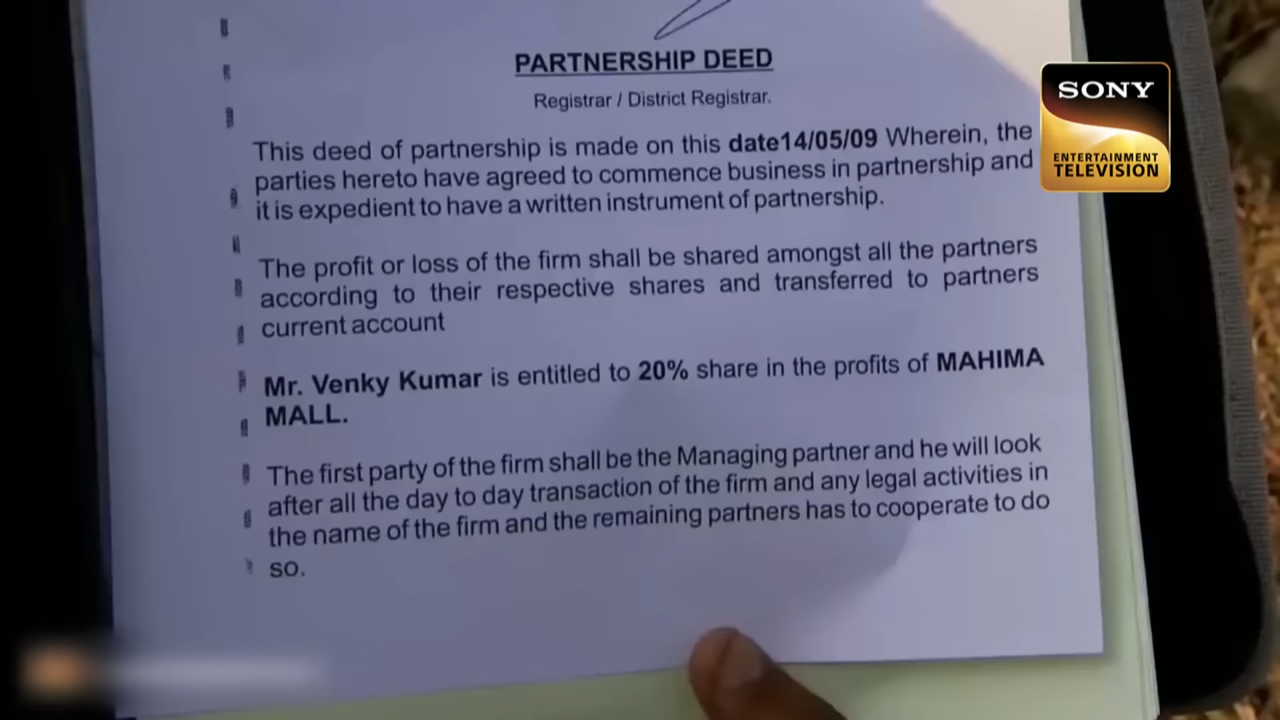 PARTNERSHIP DEED
Registrar / District Registrar.
This deed of partnership is made on this date14/05/09 Wherein, the
parties hereto have agreed to commence business in partnership and
it is expedient to have a written instrument of partnership.
The profit or loss of the firm shall be shared amongst all the partners
according to their respective shares and transferred to partners
current account
Mr. Venky Kumar is entitled to 20% share in the profits of MAHIMA
MALL.
The first party of the firm shall be the Managing partner and he will look
after all the day to day transaction of the firm and any legal activities in
the name of the firm and the remaining partners has to cooperate to do
so.
SONY
ENTERTAINMENT
TELEVISION